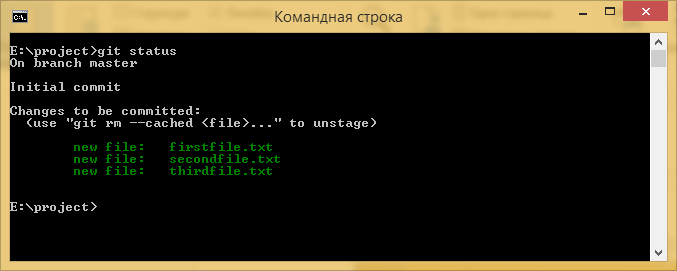 Командная строка
E:\project>git status
On branch master
Initial commit
Changes to be committed:
(use "git rm --cached <file>..." to unstage)
new file: firstfile.txt
new file: secondfile.txt
new file: thirdfile.txt
E:\project>